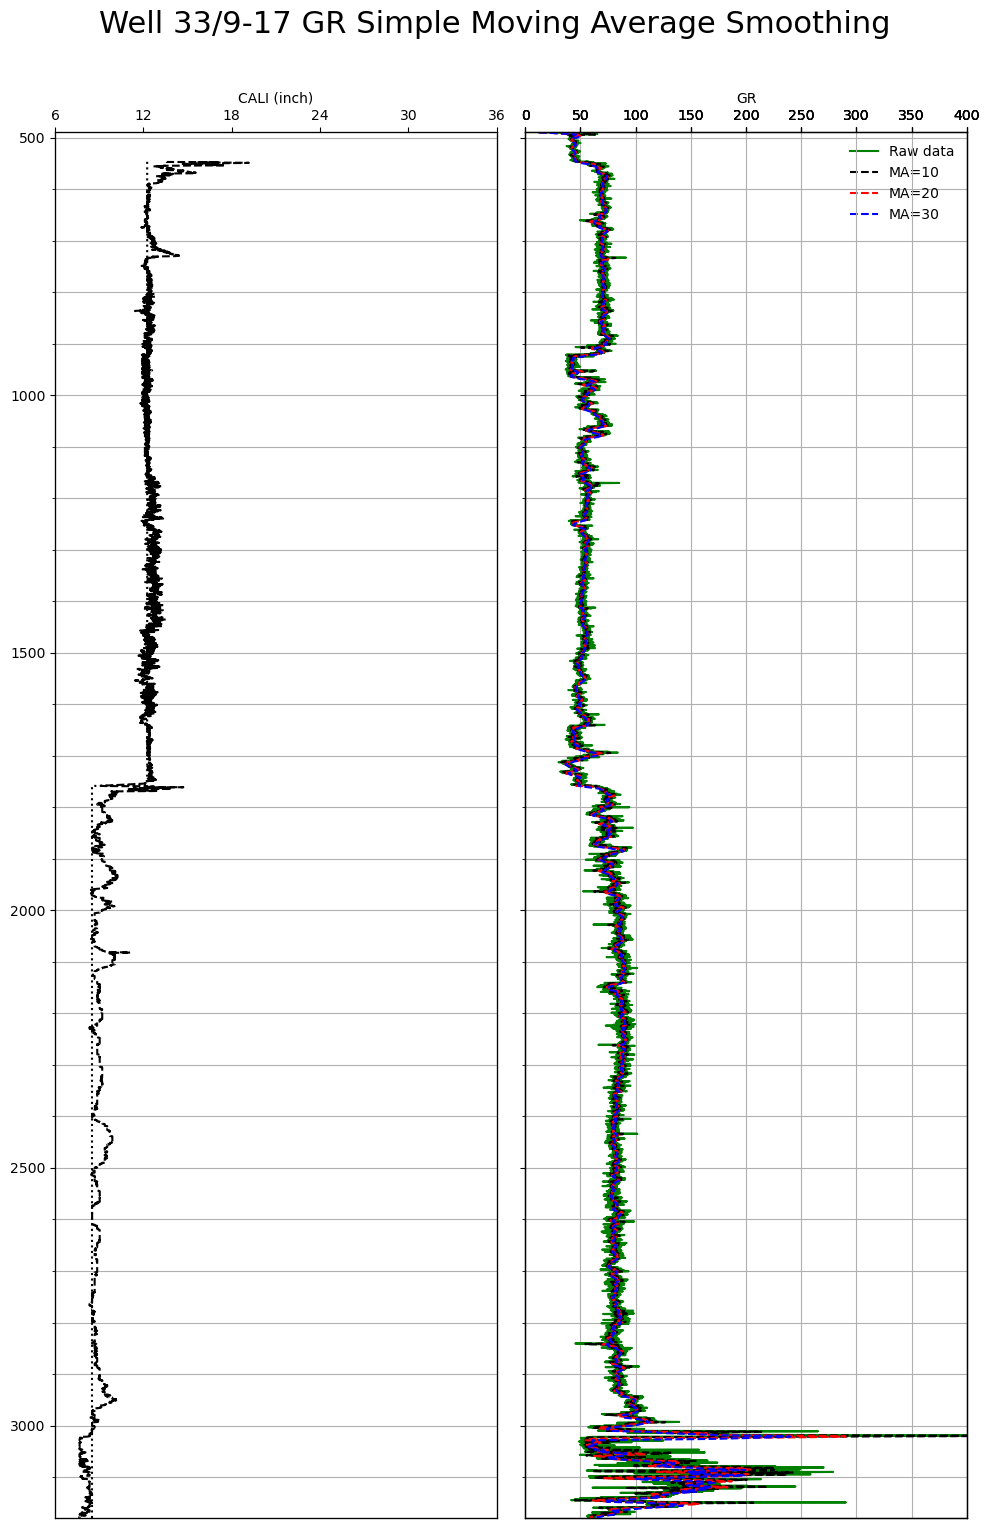 Well 33/9-17 GR Simple Moving Average Smoothing
CALI (inch)
6 12 18 24 30 36
GR
0 50 100 150 200 250 300 350 400
500
1000
1500
2000
2500
3000
Raw data
MA=10
MA=20
MA=30